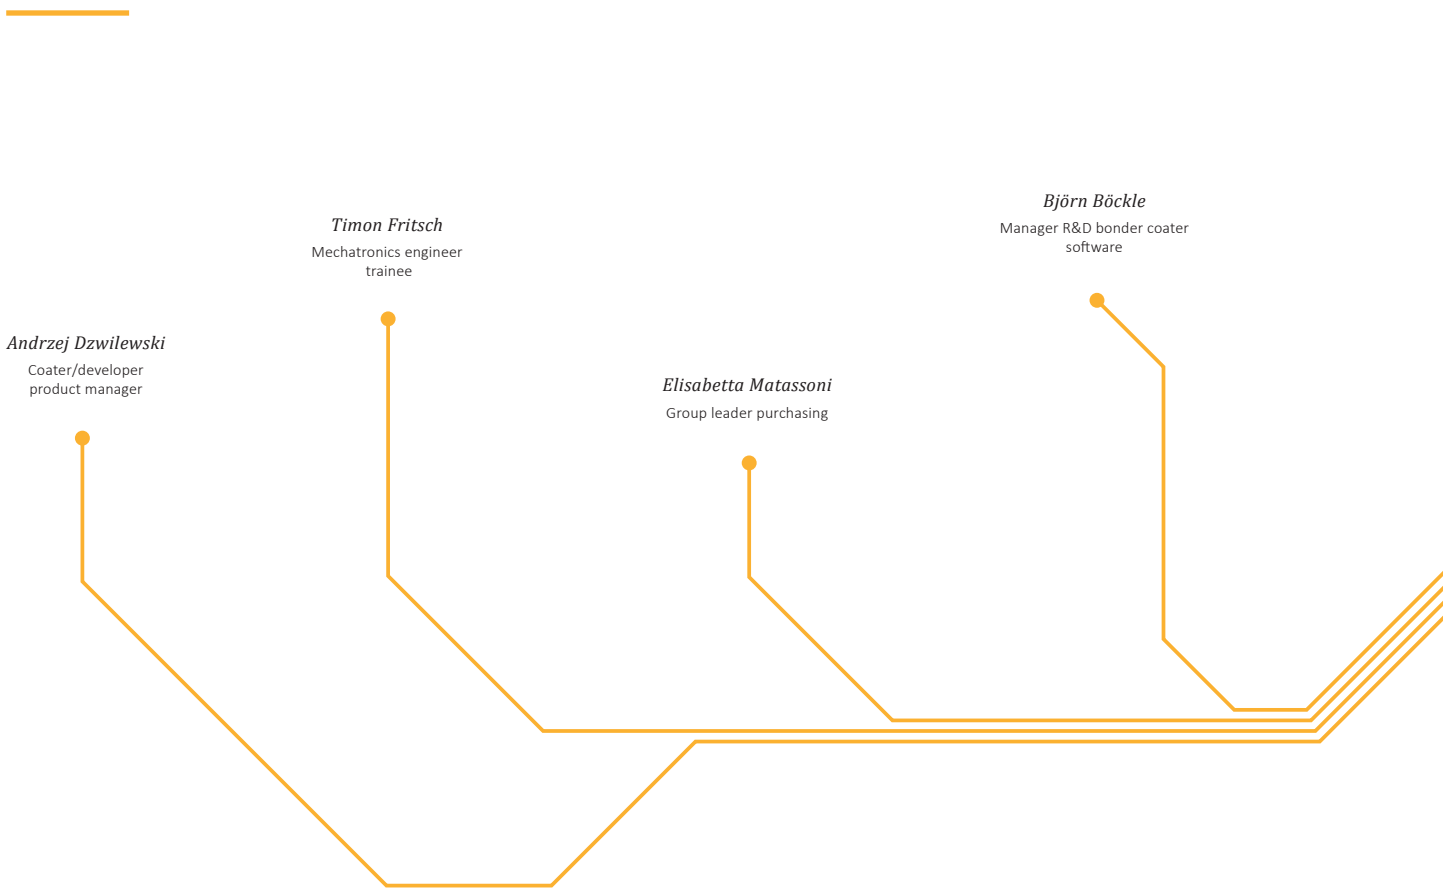 Andrzej Dzwilewski
Coater/developer
product manager
Timon Fritsch
Mechatronics engineer
trainee
Elisabetta Matassoni
Group leader purchasing
Björn Böckle
Manager R&D bonder coater
software